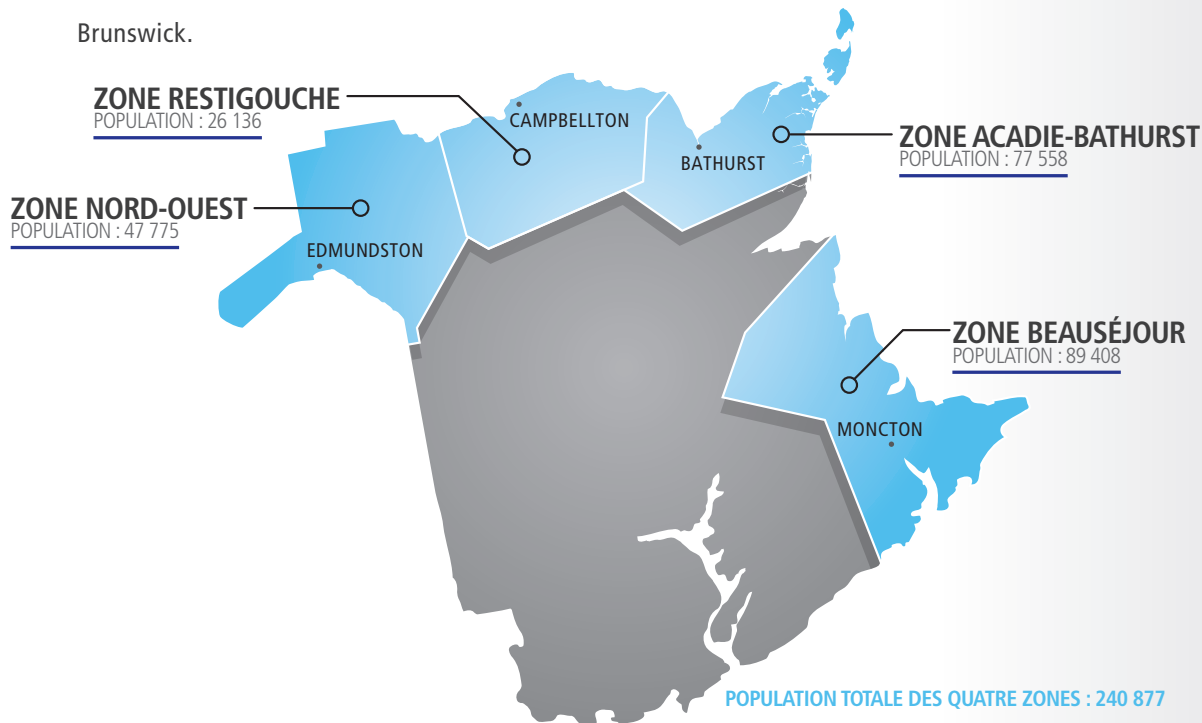 Brunswick.
ZONE RESTIGOUCHE
POPULATION : 26 136
CAMPBELLTON
ZONE ACADIE-BATHURST
POPULATION : 77 558
BATHURST
ZONE NORD-OUEST
POPULATION : 47 775
EDMUNDSTON
ZONE BEAUSÉJOUR
POPULATION : 89 408
MONCTON
POPULATION TOTALE DES QUATRE ZONES : 240 877